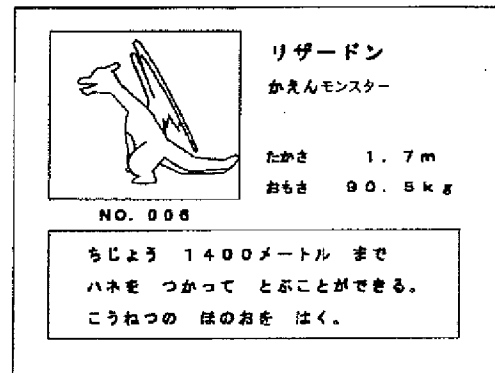 リザードン
かえんモンスター
たかさ 1.7m
おもさ 90.5kg
NO.006
ちじょう 1400メートル まで
ハネを つかって とぶことができる。
こうねつの ほのおを はく。